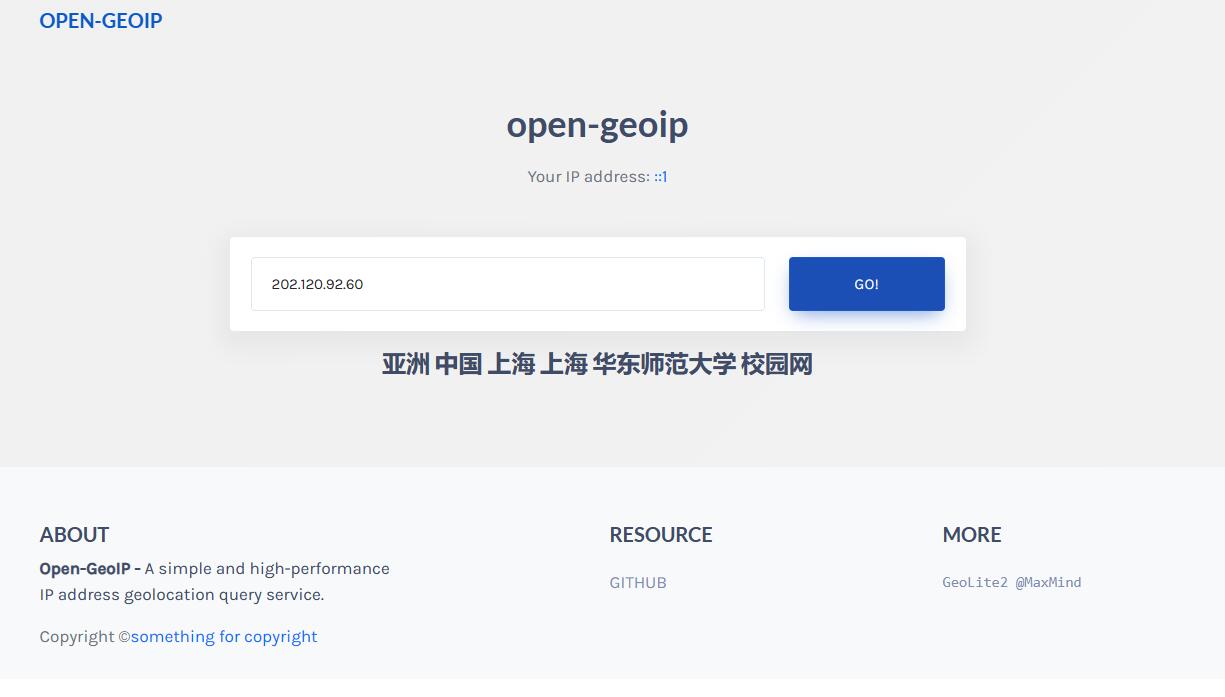 OPEN-GEOIP
open-geoip
Your IP address: ::1
202.120.92.60
GO!
亚洲 中国 上海 上海 华东师范大学 校园网
ABOUT
Open-GeoIP - A simple and high-performance
IP address geolocation query service.
Copyright ©something for copyright
RESOURCE
GITHUB
MORE
GeoLite2 @MaxMind